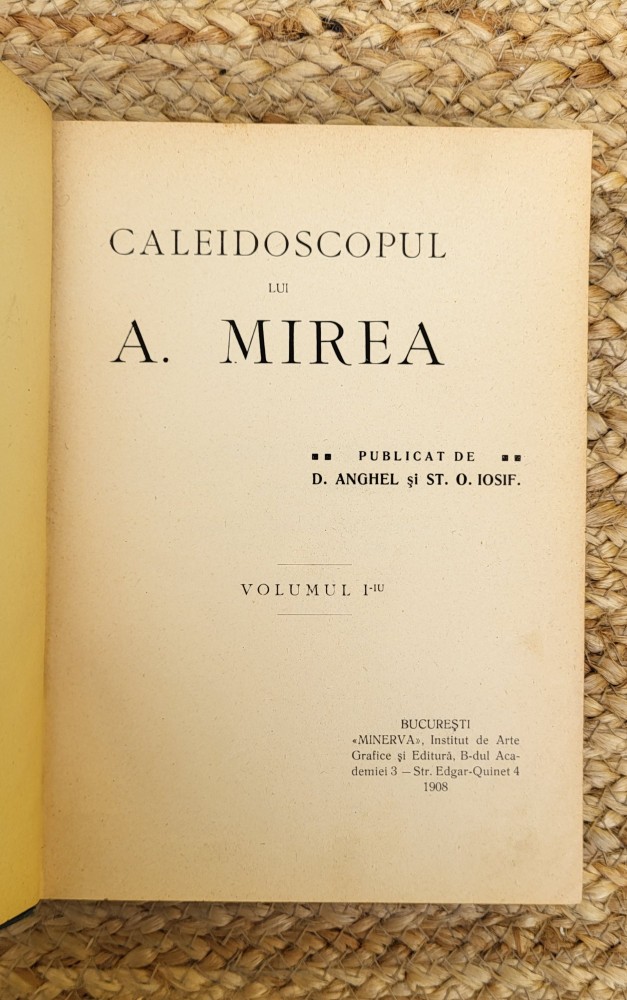 CALEIDOSCOPUL
LUI
A. MIREA
PUBLICAT DE
D. ANGHEL și ST. O. IOSIF.
VOLUMUL I-IU
BUCUREȘTI
«MINERVA», Institut de Arte
Grafice și Editură, B-dul Aca-
demiei 3 — Str. Edgar-Quinet 4
1908